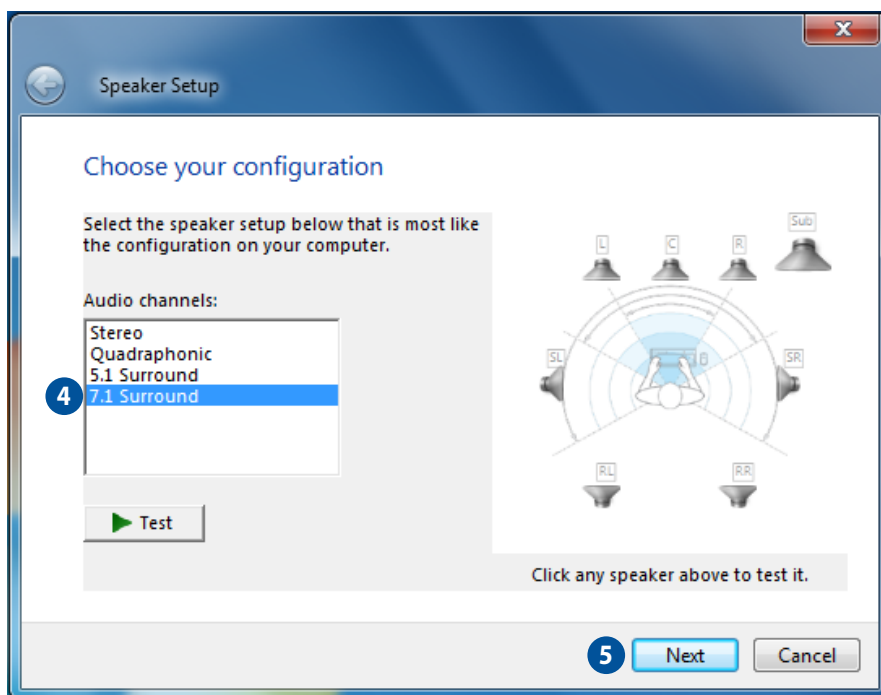 X
Speaker Setup
Choose your configuration
Select the speaker setup below that is most like
the configuration on your computer.
Audio channels:
Stereo
Quadraphonic
5.1 Surround
4
7.1 Surround
Test
Sub
L
C
R
SL
SR
RL
RR
Click any speaker above to test it.
5
Next
Cancel